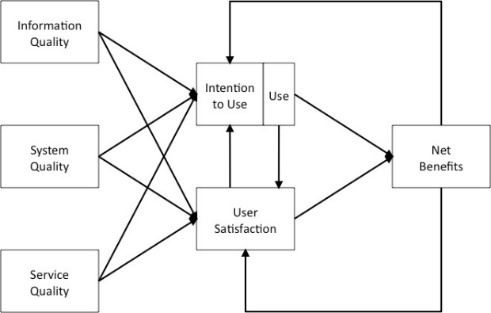 Information
Quality
Intention
to Use
Use
System
Quality
Net
Benefits
User
Satisfaction
Service
Quality